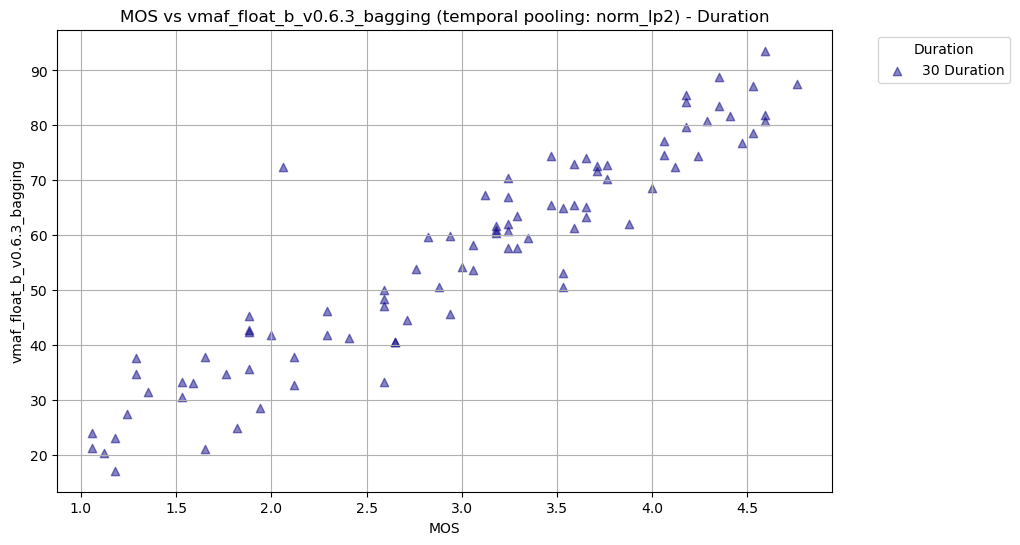 MOS vs vmaf_float_b_v0.6.3_bagging (temporal pooling: norm_lp2) - Duration
Duration
30 Duration
vmaf_float_b_v0.6.3_bagging
90
80
70
60
50
40
30
20
1.0 1.5 2.0 2.5 3.0 3.5 4.0 4.5
MOS